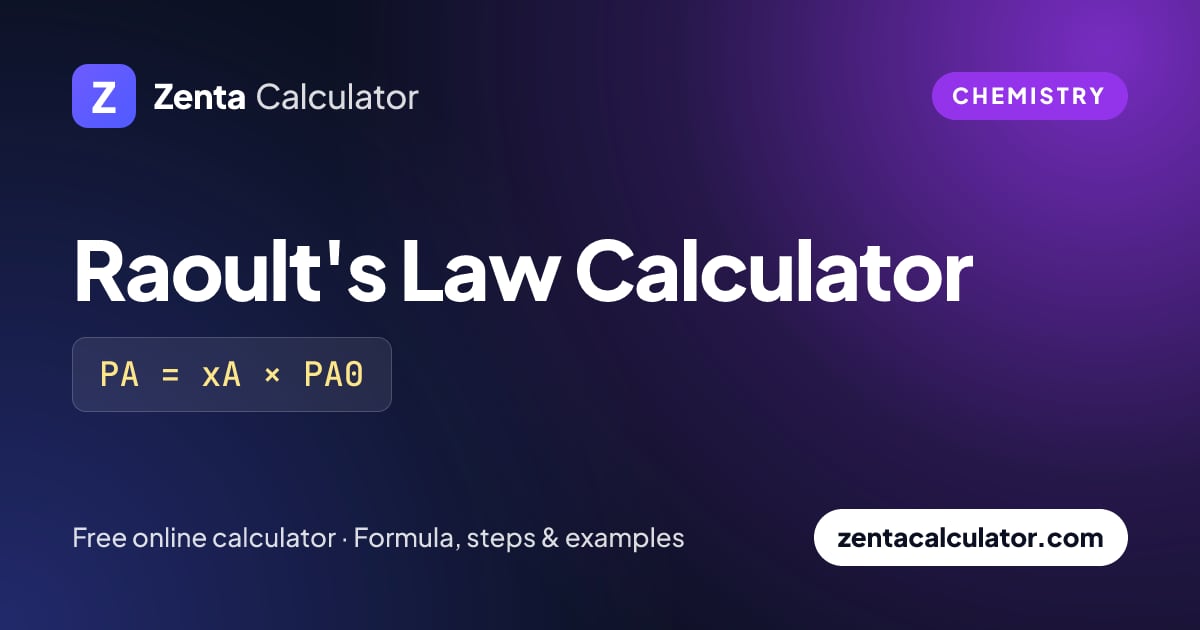 Z Zenta Calculator
CHEMISTRY
Raoult's Law Calculator
PA = xA × PA0
Free online calculator · Formula, steps & examples
zentacalculator.com